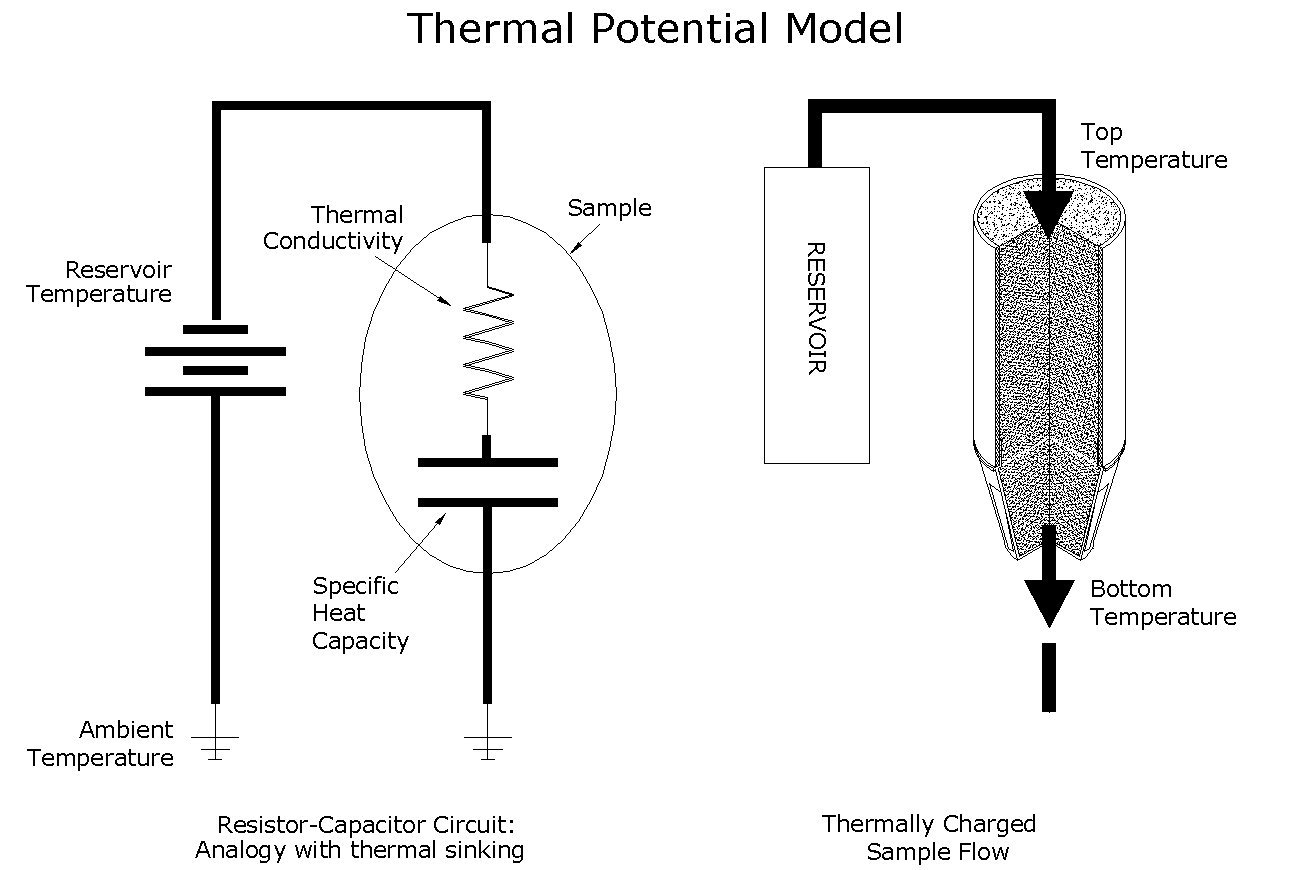 Thermal Potential Model
Thermal
Conductivity
Sample
Reservoir
Temperature
Specific
Heat
Capacity
Ambient
Temperature
Resistor-Capacitor Circuit:
Analogy with thermal sinking
RESERVOIR
Top
Temperature
Bottom
Temperature
Thermally Charged
Sample Flow